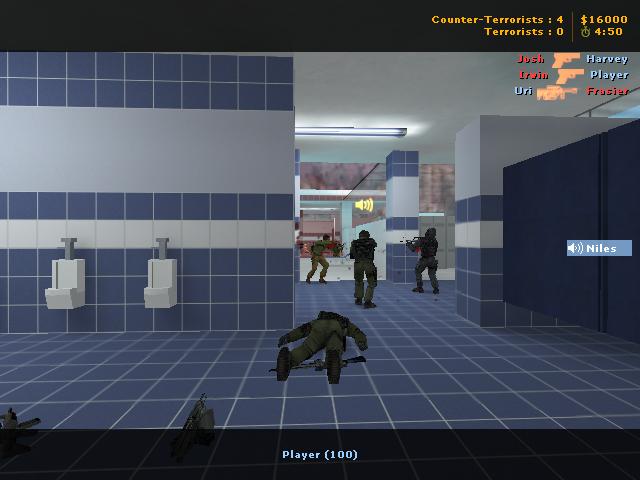 Counter-Terrorists : 4 $16000
Terrorists : 0 4:50
Josh Harvey
Irwin Player
Uri Frasier
Niles
Player (100)